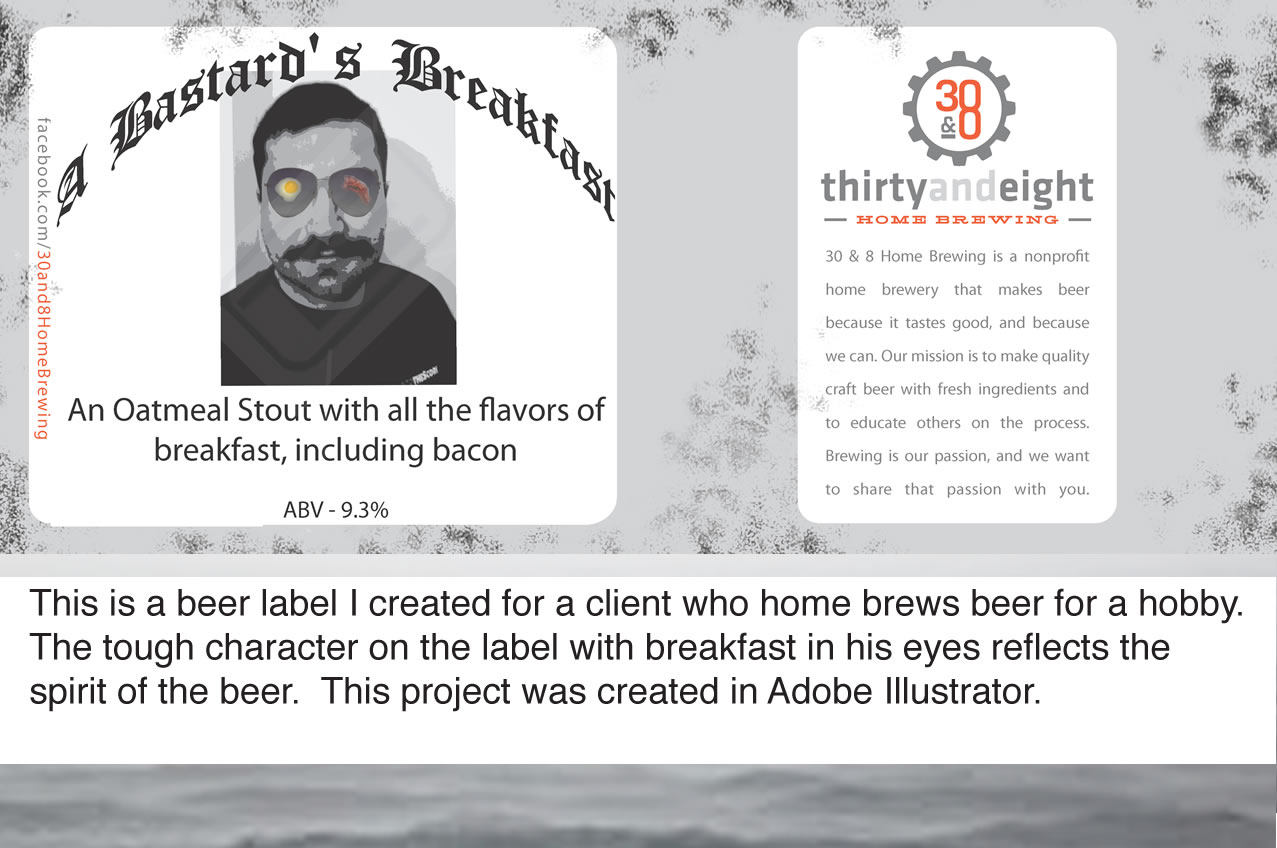 A Bastard's Breakfast
facebook.com/30and8HomeBrewing
An Oatmeal Stout with all the flavors of
breakfast, including bacon
ABV - 9.3%
30
&8
thirtyandeight
HOME BREWING
30 & 8 Home Brewing is a nonprofit
home brewery that makes beer
because it tastes good, and because
we can. Our mission is to make quality
craft beer with fresh ingredients and
to educate others on the process.
Brewing is our passion, and we want
to share that passion with you.
This is a beer label I created for a client who home brews beer for a hobby.
The tough character on the label with breakfast in his eyes reflects the
spirit of the beer.  This project was created in Adobe Illustrator.